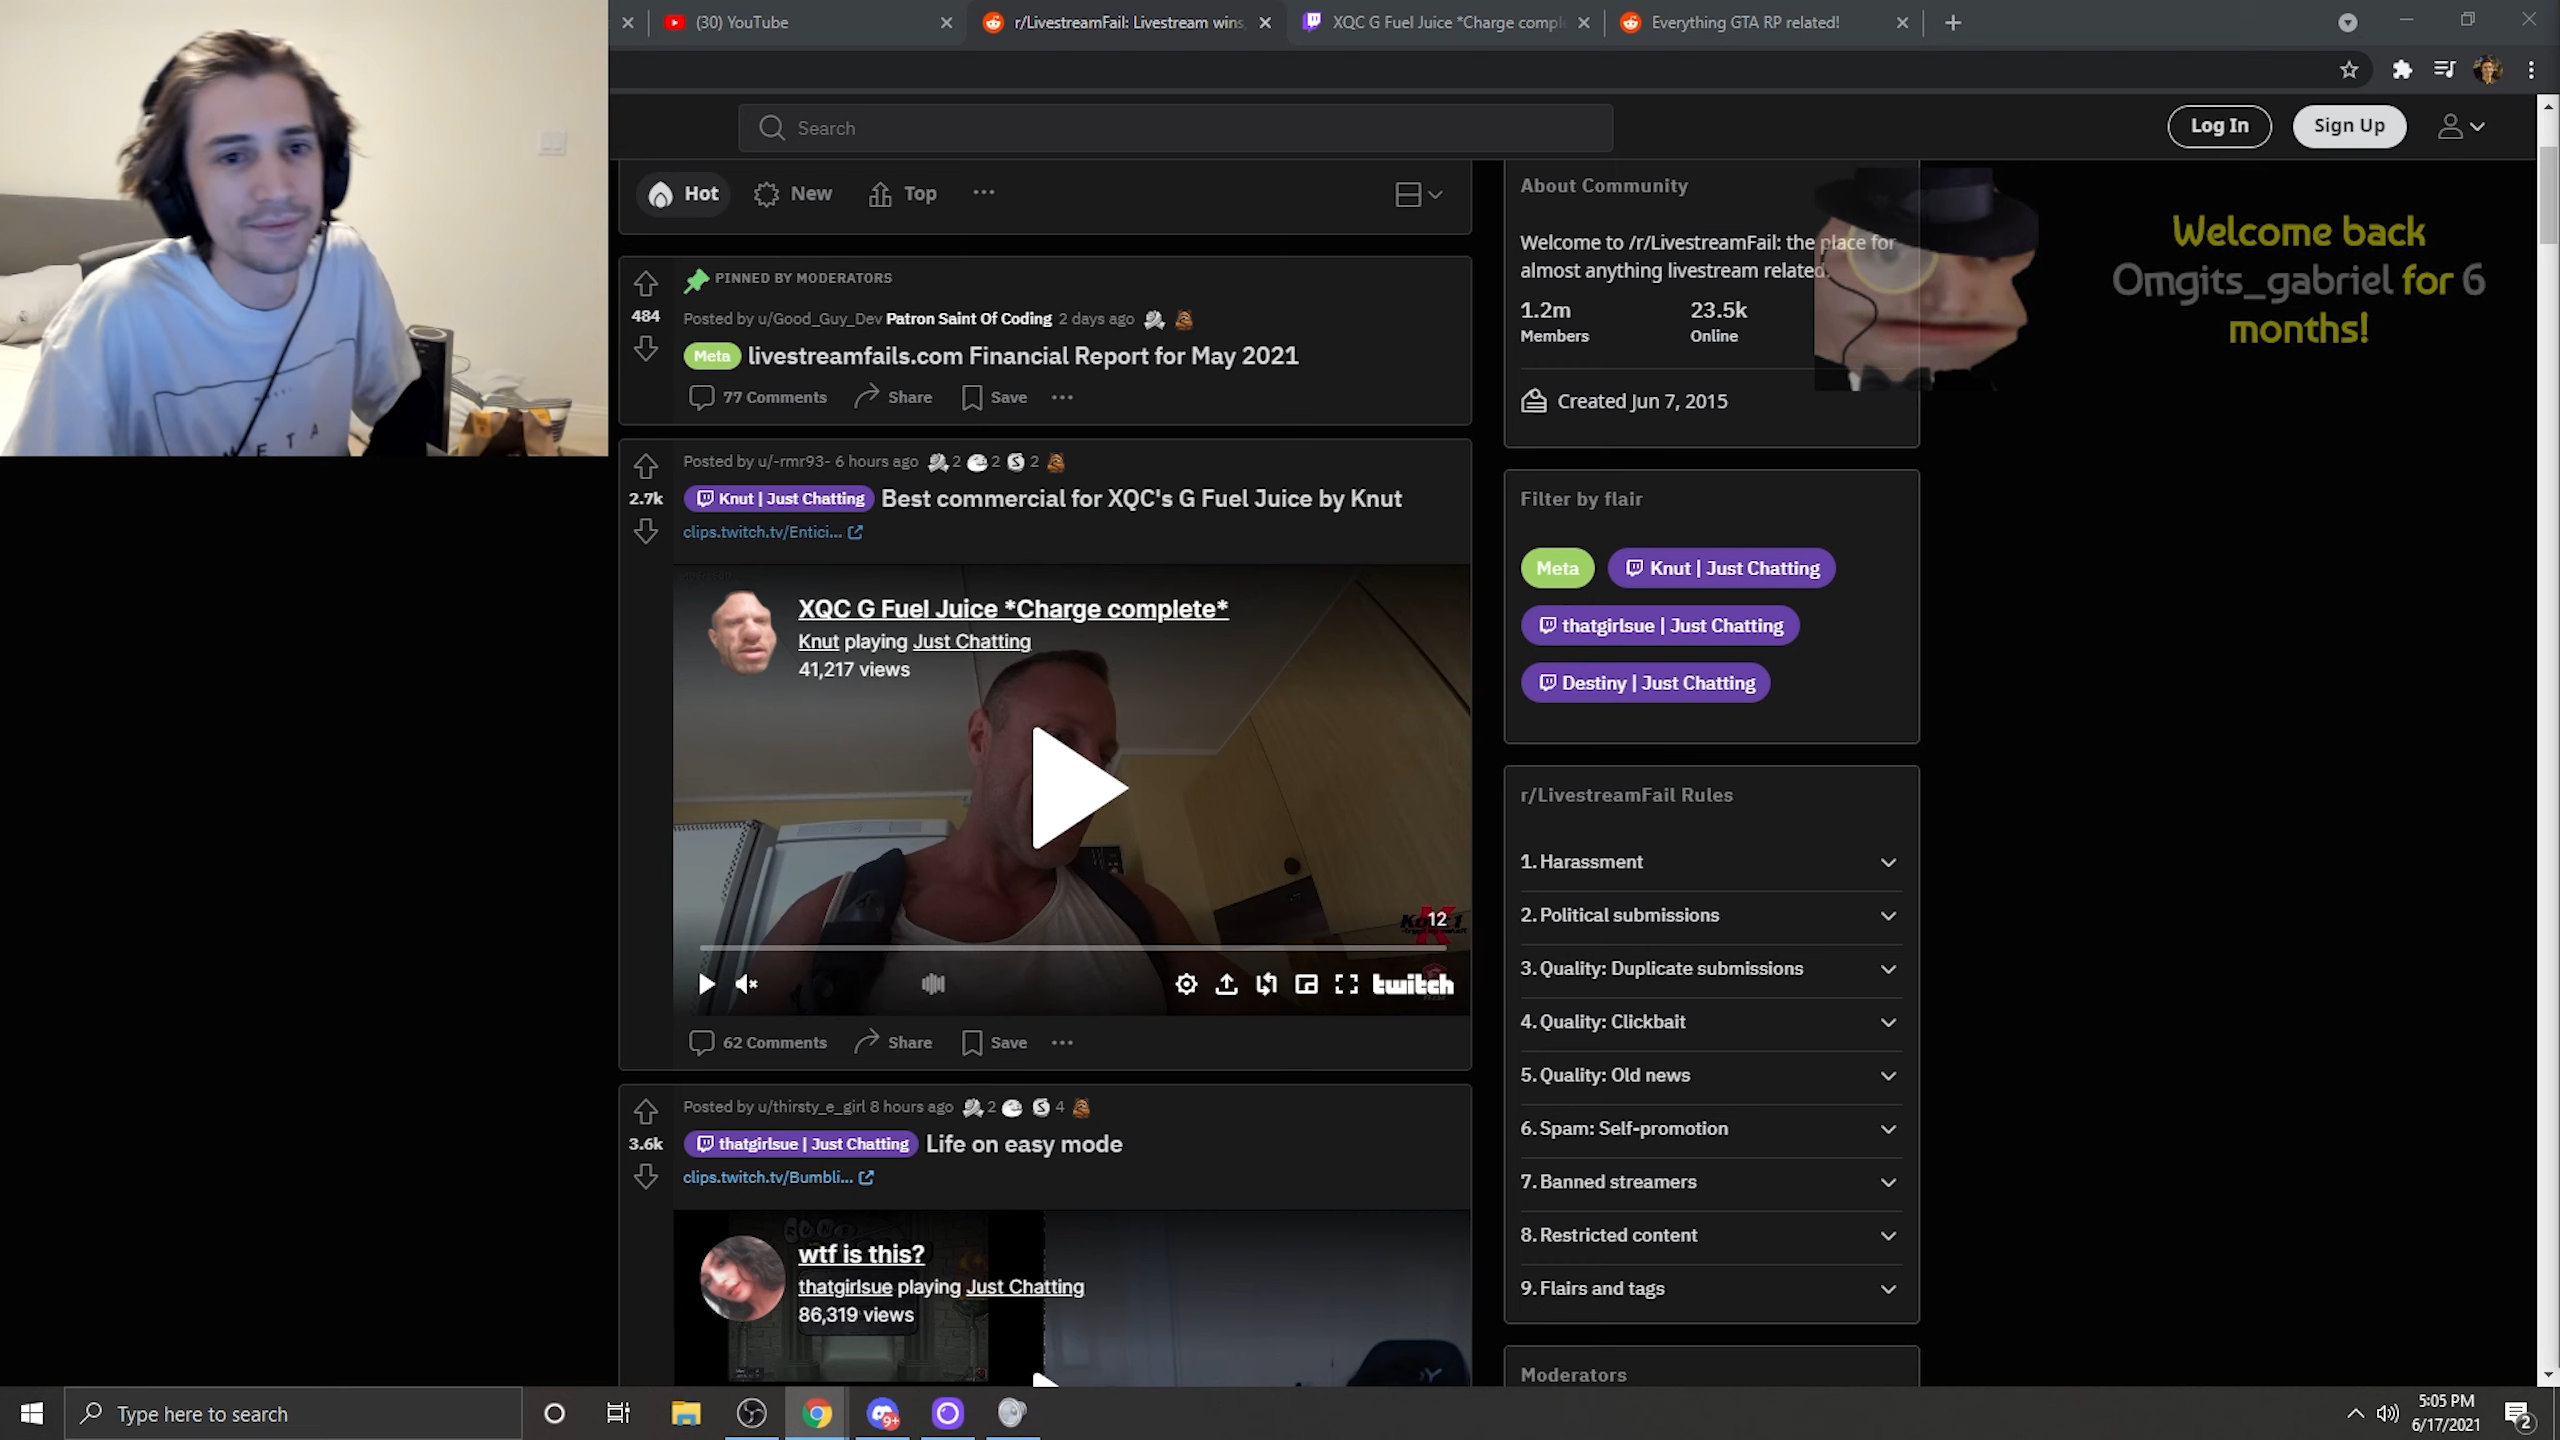 (30) YouTube
r/LivestreamFail: Livestream wins,
XQC G Fuel Juice *Charge comple
Everything GTA RP related!
Search
Log In
Sign Up
Hot
New
Top
PINNED BY MODERATORS
484
Posted by u/Good_Guy_Dev Patron Saint Of Coding 2 days ago
Meta livestreamfails.com Financial Report for May 2021
77 Comments
Share
Save
Posted by u/-rmr93- 6 hours ago 2 2 2
2.7k
Knut | Just Chatting Best commercial for XQC's G Fuel Juice by Knut
clips.twitch.tv/Entici...
XQC G Fuel Juice *Charge complete*
Knut playing Just Chatting
41,217 views
12
twitch
62 Comments
Share
Save
Posted by u/thirsty_e_girl 8 hours ago 2 4
3.6k
thatgirlsue | Just Chatting Life on easy mode
clips.twitch.tv/Bumbli...
wtf is this?
thatgirlsue playing Just Chatting
86,319 views
About Community
Welcome to /r/LivestreamFail: the place for
almost anything livestream related.
1.2m
Members
23.5k
Online
Created Jun 7, 2015
Filter by flair
Meta
Knut | Just Chatting
thatgirlsue | Just Chatting
Destiny | Just Chatting
r/LivestreamFail Rules
1. Harassment
2. Political submissions
3. Quality: Duplicate submissions
4. Quality: Clickbait
5. Quality: Old news
6. Spam: Self-promotion
7. Banned streamers
8. Restricted content
9. Flairs and tags
Moderators
Welcome back
Omgits_gabriel for 6
months!
Type here to search
9+
5:05 PM
6/17/2021
2